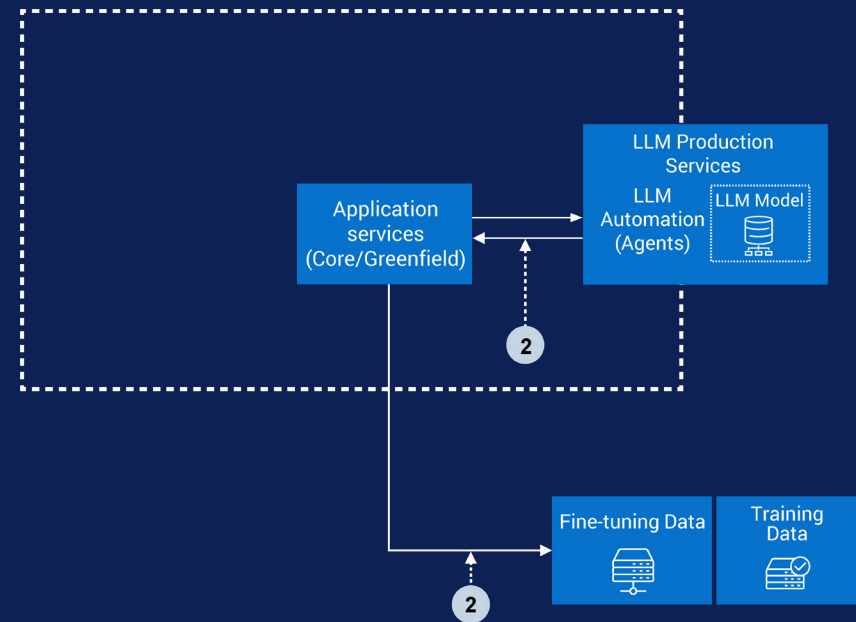 LLM Production
Services
LLM
Automation
(Agents)
LLM Model
Application
services
(Core/Greenfield)
2
Fine-tuning Data
Training
Data
2